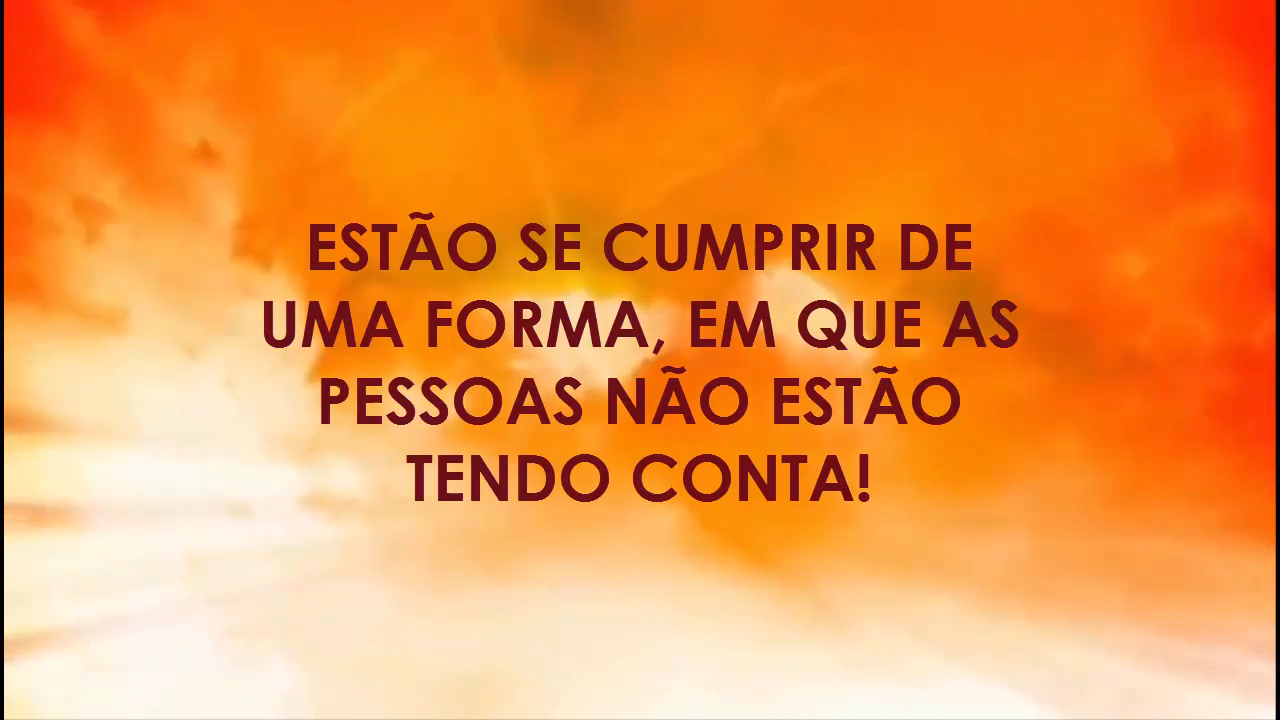 ESTÃO SE CUMPRIR DE
UMA FORMA, EM QUE AS
PESSOAS NÃO ESTÃO
TENDO CONTA!